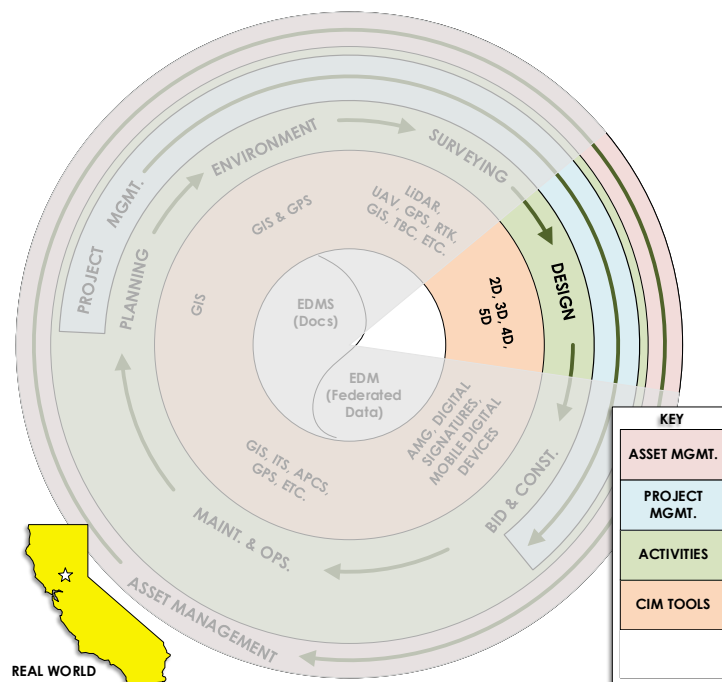 ENVIRONMENT
SURVEYING
PROJECT
MGMT.
PLANNING
GIS & GPS
LiDAR,
UAV, GPS, RTK,
GIS, TBC, ETC.
DESIGN
2D, 3D, 4D,
5D
GIS
EDMS
(Docs)
EDM
(Federated
Data)
AMG, DIGITAL
SIGNATURES,
MOBILE DIGITAL
DEVICES
GIS, ITS, APCS,
GPS, ETC.
BID & CONST.
MAINT. & OPS.
ASSET MANAGEMENT
REAL WORLD
KEY
ASSET MGMT.
PROJECT
MGMT.
ACTIVITIES
CIM TOOLS